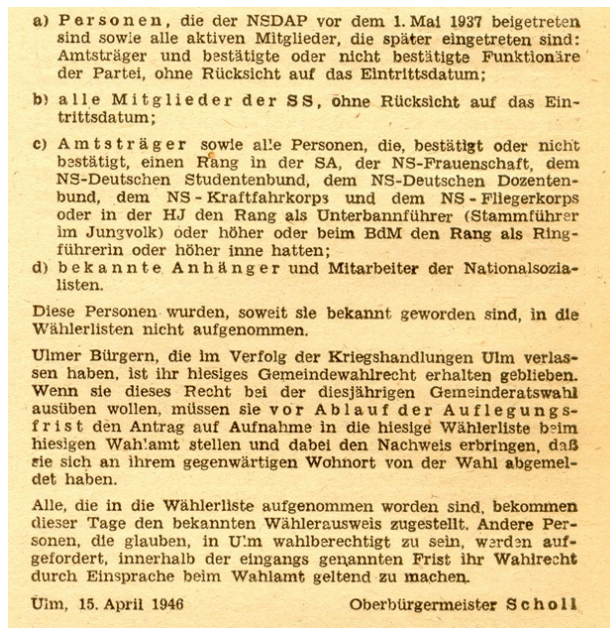 a) Personen, die der NSDAP vor dem 1. Mai 1937 beigetreten
sind sowie alle aktiven Mitglieder, die später eingetreten sind:
Amtsträger und bestätigte oder nicht bestätigte Funktionäre
der Partei, ohne Rücksicht auf das Eintrittsdatum;
b) alle Mitglieder der SS, ohne Rücksicht auf das Ein-
trittsdatum;
c) Amtsträger sowie alle Personen, die, bestätigt oder nicht
bestätigt, einen Rang in der SA, der NS-Frauenschaft, dem
NS-Deutschen Studentenbund, dem NS-Deutschen Dozenten-
bund, dem NS-Kraftfahrkorps und dem NS-Fliegerkorps
oder in der HJ den Rang als Unterbannführer (Stammführer
im Jungvolk) oder höher oder beim BdM den Rang als Ring-
führerin oder höher inne hatten;
d) bekannte Anhänger und Mitarbeiter der Nationalsozia-
listen.
Diese Personen wurden, soweit sie bekannt geworden sind, in die
Wählerlisten nicht aufgenommen.
Ulmer Bürgern, die im Verfolg der Kriegshandlungen Ulm verlas-
sen haben, ist ihr hiesiges Gemeindewahlrecht erhalten geblieben.
Wenn sie dieses Recht bei der diesjährigen Gemeinderatswahl
ausüben wollen, müssen sie vor Ablauf der Auflegungs-
frist den Antrag auf Aufnahme in die hiesige Wählerliste beim
hiesigen Wahlamt stellen und dabei den Nachweis erbringen, daß
sie sich an ihrem gegenwärtigen Wohnort von der Wahl abgemel-
det haben.
Alle, die in die Wählerliste aufgenommen worden sind, bekommen
dieser Tage den bekannten Wählerausweis zugestellt. Andere Per-
sonen, die glauben, in Ulm wahlberechtigt zu sein, werden auf-
gefordert, innerhalb der eingangs genannten Frist ihr Wahlrecht
durch Einsprache beim Wahlamt geltend zu machen.
Ulm, 15. April 1946 Oberbürgermeister Scholl